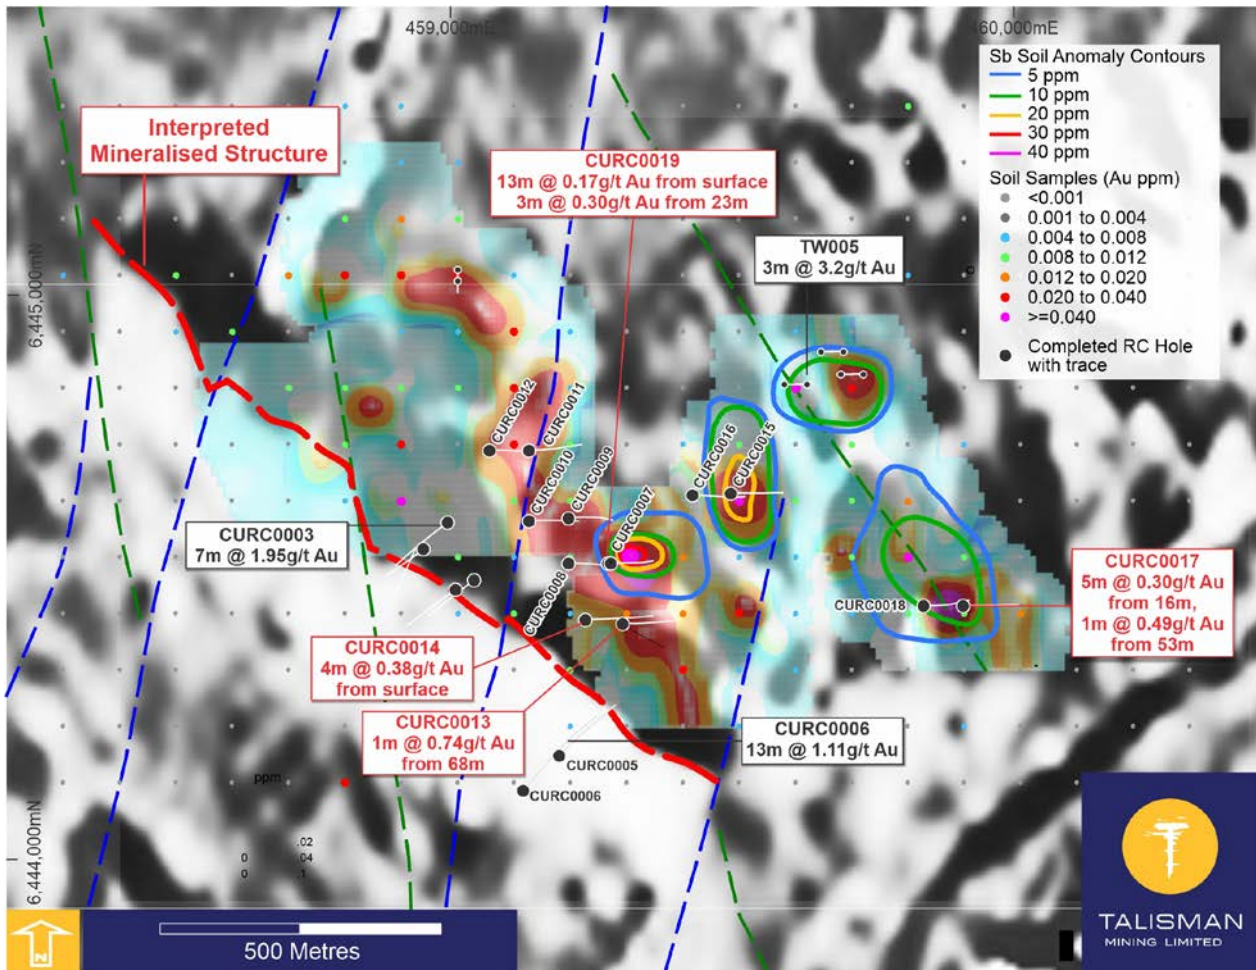 459,000mE
460,000mE
Sb Soil Anomaly Contours
5 ppm
10 ppm
20 ppm
30 ppm
40 ppm
Soil Samples (Au ppm)
<0.001
0.001 to 0.004
0.004 to 0.008
0.008 to 0.012
0.012 to 0.020
0.020 to 0.040
>=0.040
Completed RC Hole
with trace
Interpreted
Mineralised Structure
CURC0019
13m @ 0.17g/t Au from surface
3m @ 0.30g/t Au from 23m
TW005
3m @ 3.2g/t Au
6,445,000mN
CURC0012
CURC0011
CURC0010
CURC0009
CURC0016
CURC0015
CURC0007
CURC0008
CURC0003
7m @ 1.95g/t Au
CURC0018
CURC0017
5m @ 0.30g/t Au
from 16m,
1m @ 0.49g/t Au
from 53m
CURC0014
4m @ 0.38g/t Au
from surface
CURC0013
1m @ 0.74g/t Au
from 68m
CURC0006
13m @ 1.11g/t Au
CURC0005
CURC0006
ppm
.02
0 .04
0 .1
6,444,000mN
N
500 Metres
TALISMAN
MINING LIMITED